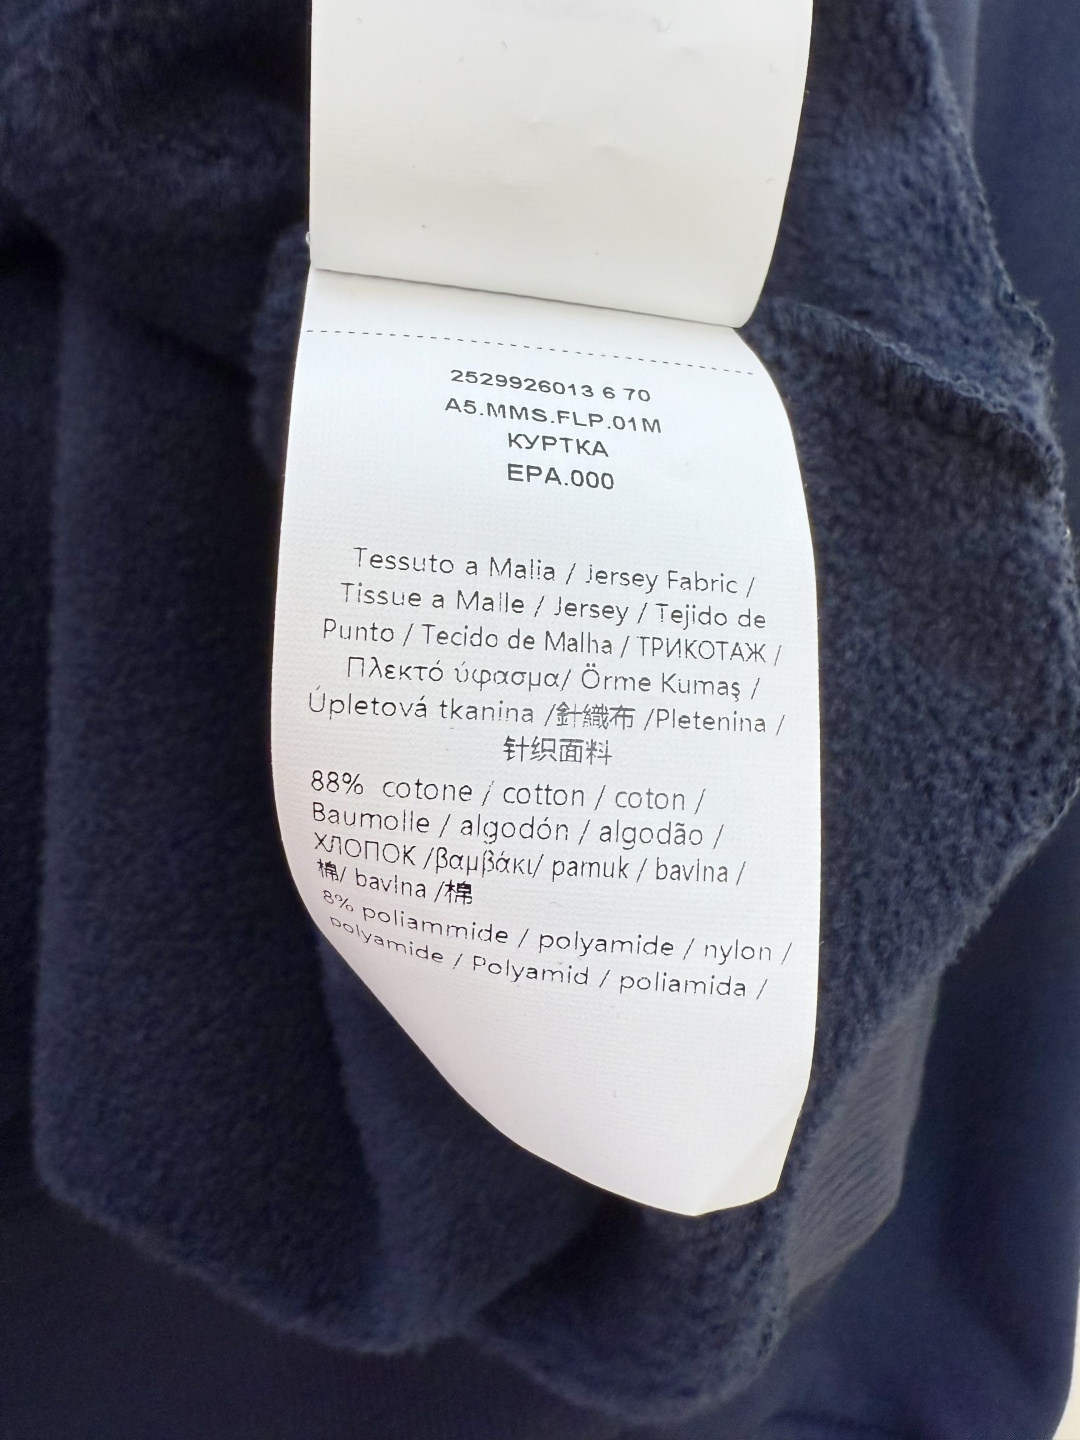 2529926013 6 70
A5.MMS.FLP.01M
КУРТКА
EPA.000
Tessuto a Malia / Jersey Fabric /
Tissue a Malle / Jersey / Tejido de
Punto / Tecido de Malha / ТРИКОТАЖ /
Πλεκτό ύφασμα/ Örme Kumaş /
Úpletová tkanina /針織布 /Pletenina /
针织面料
88% cotone / cotton / coton /
Baumolle / algodón / algodão /
ХЛОПОК /βαμβάκι/ pamuk / bavlna /
棉/ bavlna /棉
8% poliammide / polyamide / nylon /
polyamide / Polyamid / poliamida /